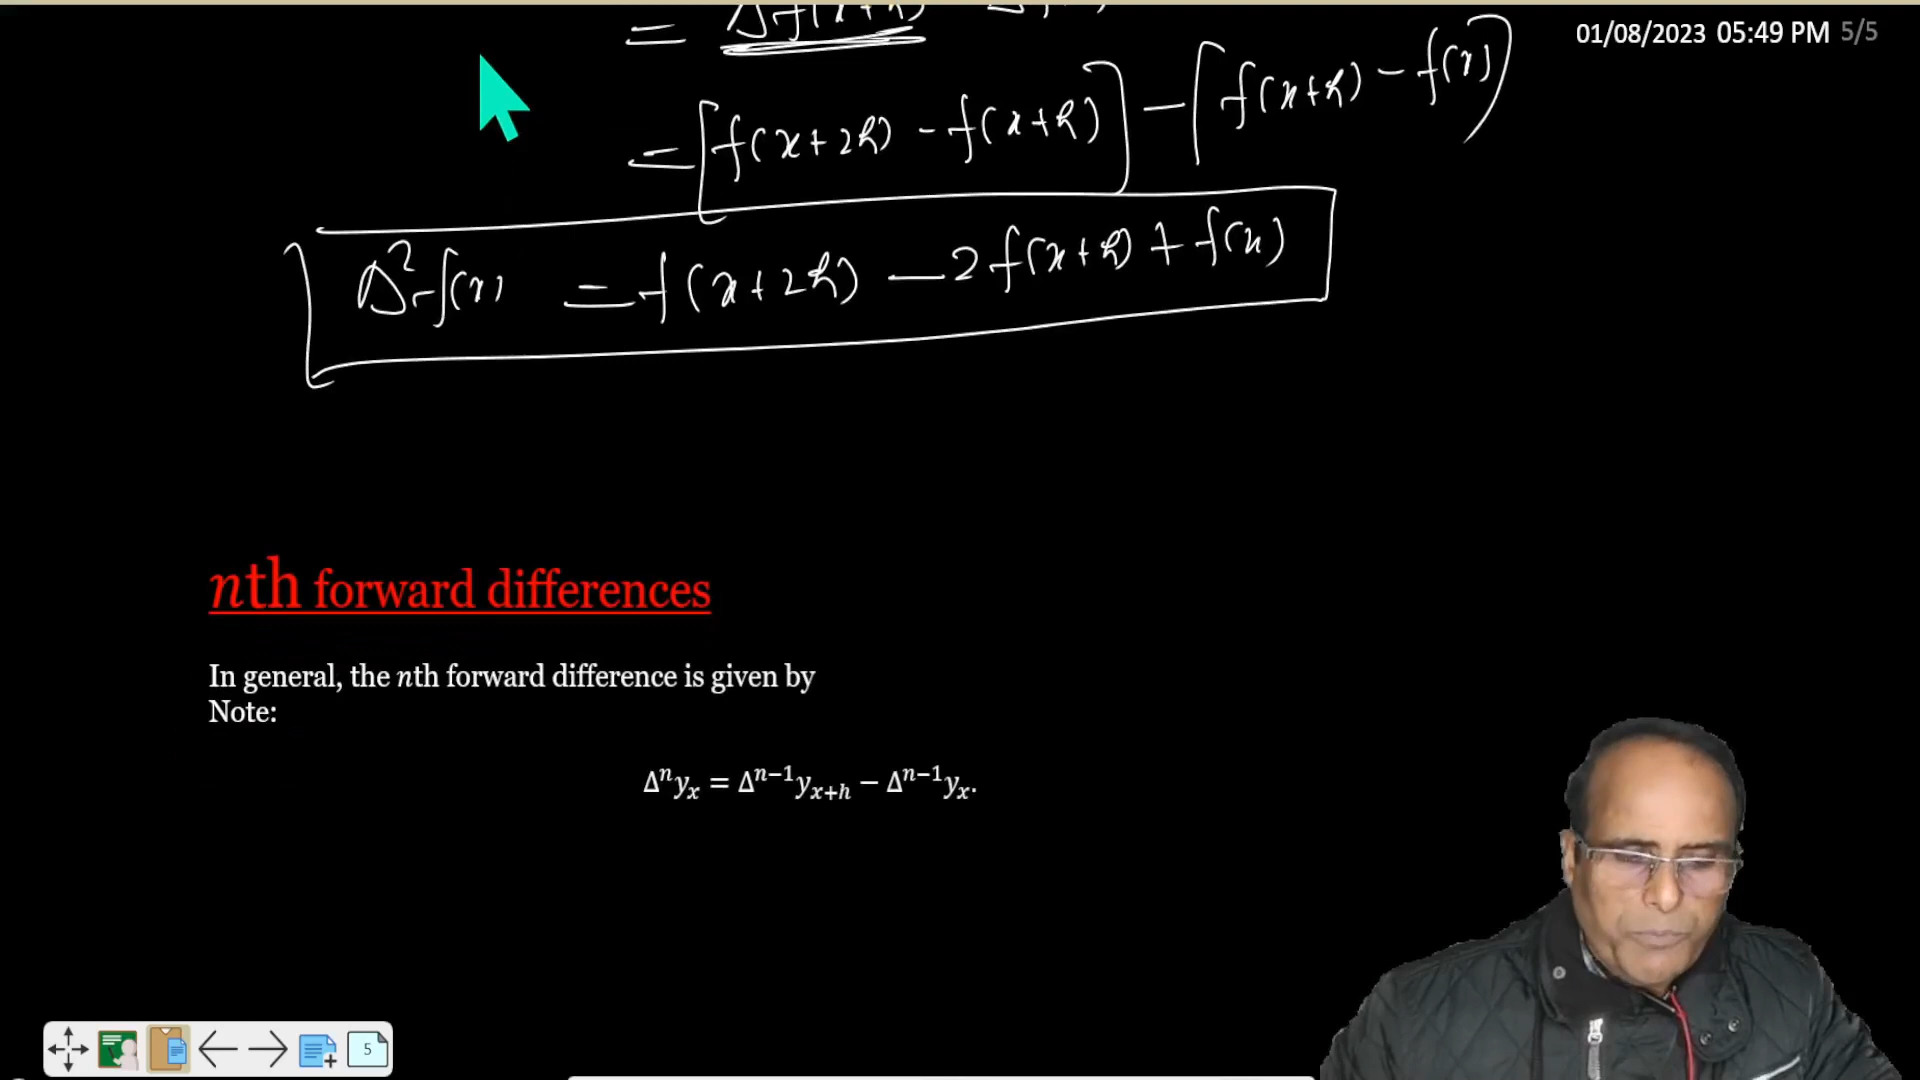 01/08/2023 05:49 PM 5/5
= Δf(x+h)
= [f(x+2h) - f(x+h)] - [f(x+h) - f(x)]
Δ²f(x) = f(x+2h) - 2f(x+h) + f(x)
nth forward differences
In general, the nth forward difference is given by
Note:
Δⁿyₓ = Δⁿ⁻¹yₓ₊ₕ − Δⁿ⁻¹yₓ.
5